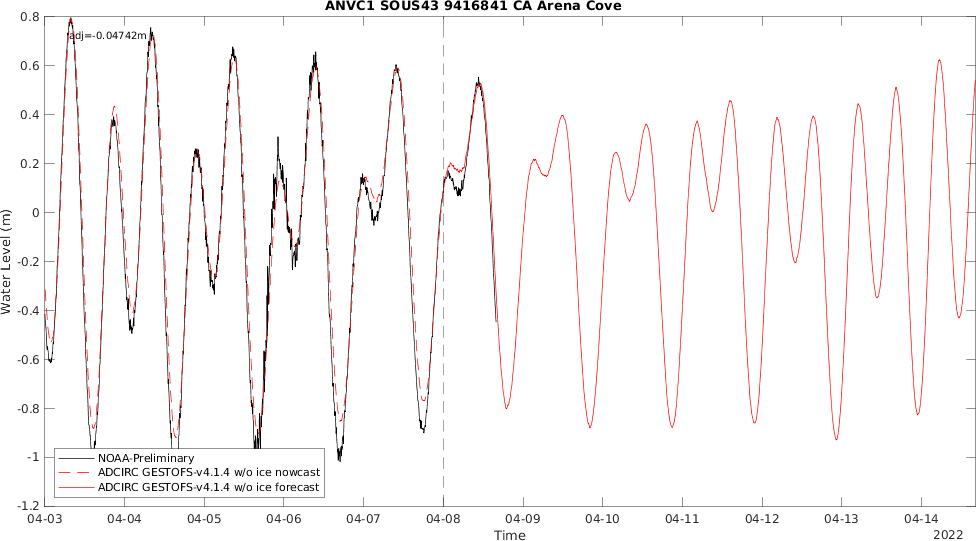 ANVC1 SOUS43 9416841 CA Arena Cove
adj=-0.04742m
0.8
0.6
0.4
0.2
0
-0.2
-0.4
-0.6
-0.8
-1
-1.2
Water Level (m)
NOAA-Preliminary
ADCIRC GESTOFS-v4.1.4 w/o ice nowcast
ADCIRC GESTOFS-v4.1.4 w/o ice forecast
04-03 04-04 04-05 04-06 04-07 04-08 04-09 04-10 04-11 04-12 04-13 04-14
Time
2022